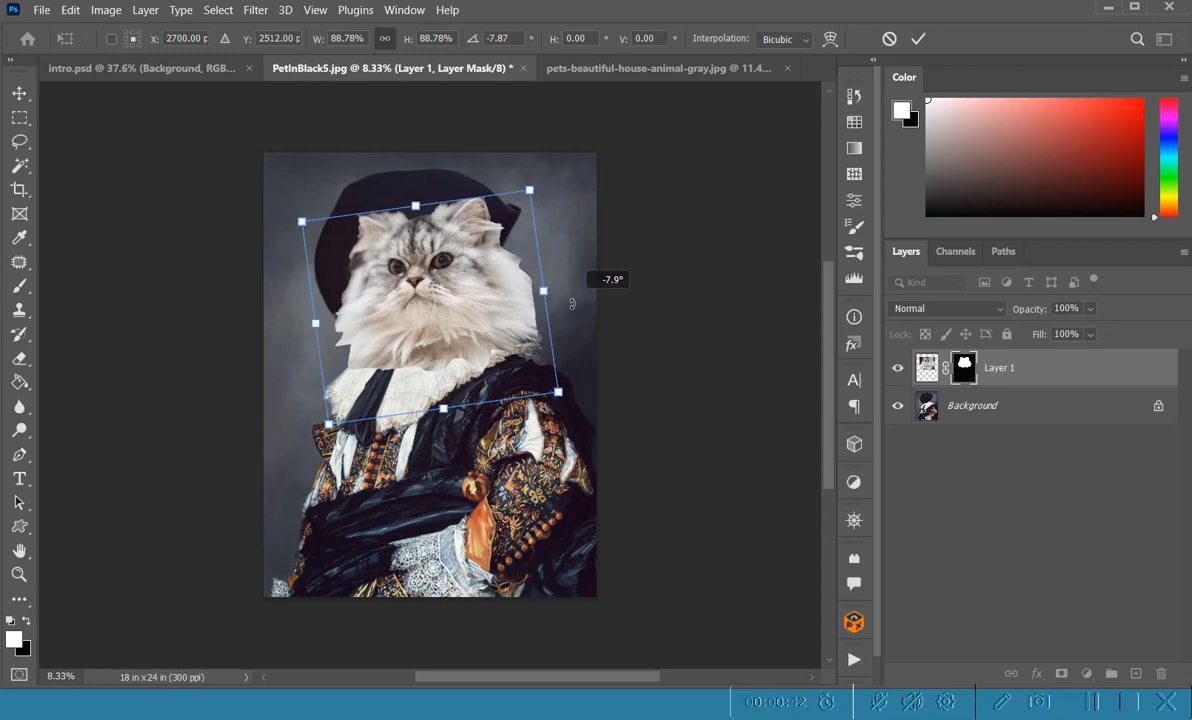 Ps File Edit Image Layer Type Select Filter 3D View Plugins Window Help
X: 2700.00 p Y: 2512.00 p W: 88.78% H: 88.78% -7.87 ° H: 0.00 ° V: 0.00 ° Interpolation: Bicubic
intro.psd @ 37.6% (Background, RGB... × PetInBlack5.jpg @ 8.33% (Layer 1, Layer Mask/8) * × pets-beautiful-house-animal-gray.jpg @ 11.4... ×
Color
Layers Channels Paths
-7.9°
Kind
Normal Opacity: 100%
Lock: Fill: 100%
Layer 1
Background
8.33% 18 in x 24 in (300 ppi)
00:00:42